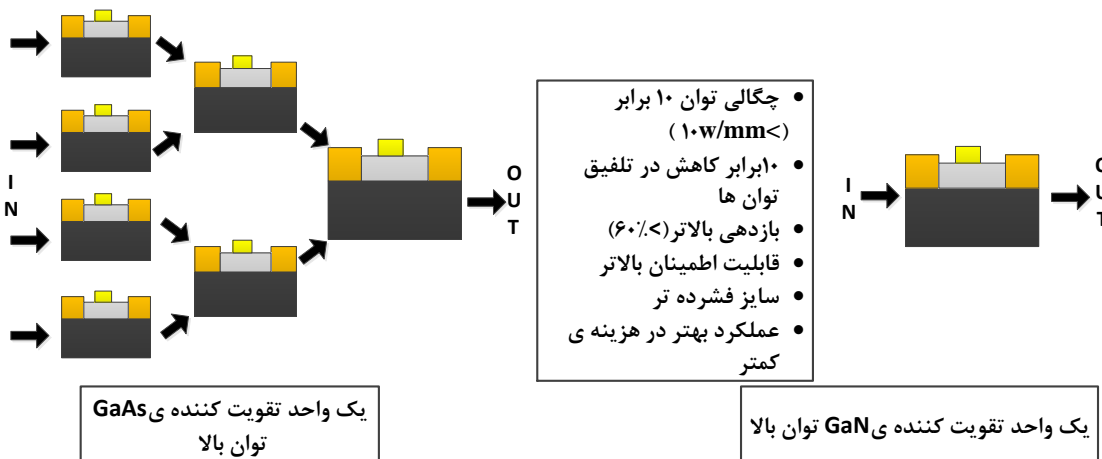 I
N
O
U
T
• چگالی توان ۱۰ برابر
(>۱۰w/mm)
• ۱۰برابر کاهش در تلفیق
توان ها
• بازدهی بالاتر(>٪۶۰)
• قابلیت اطمینان بالاتر
• سایز فشرده تر
• عملکرد بهتر در هزینه ی
کمتر
I
N
O
U
T
یک واحد تقویت کننده یGaAs
توان بالا
یک واحد تقویت کننده یGaN توان بالا